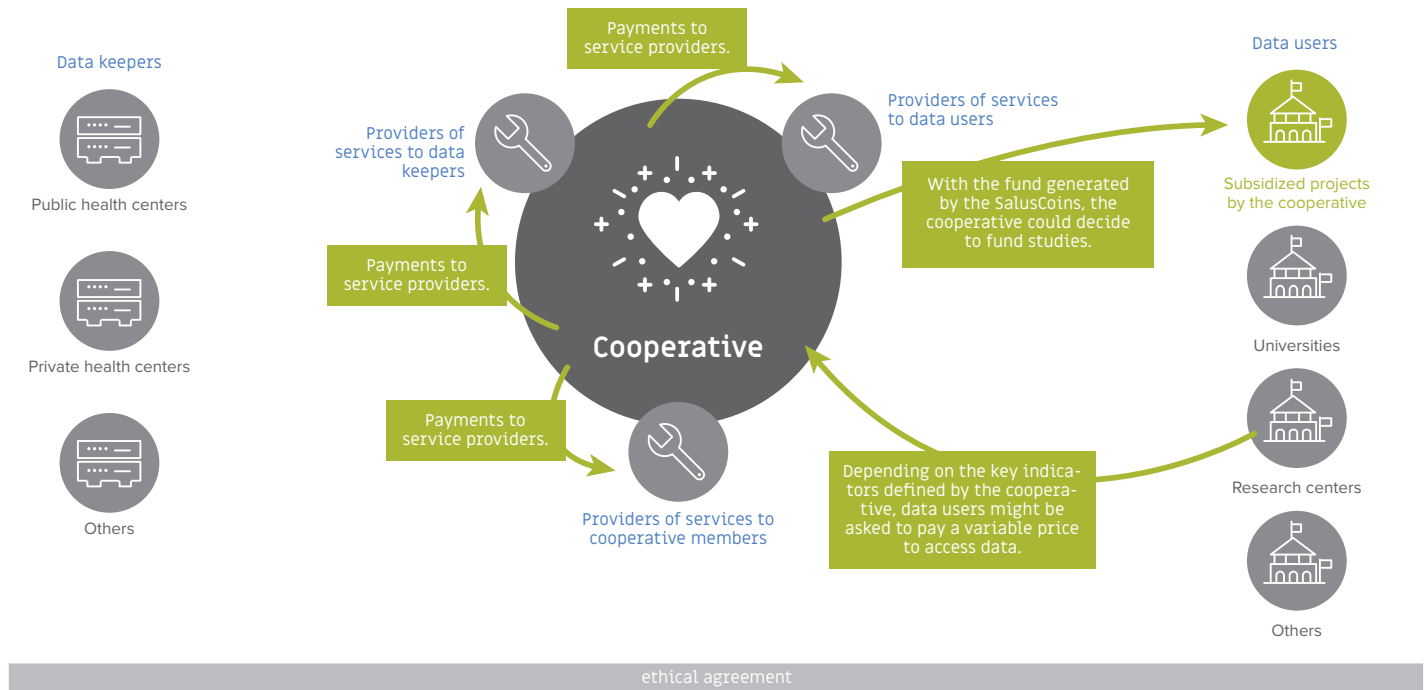 Data keepers
Public health centers
Private health centers
Others
Payments to
service providers.
Providers of
services to data
keepers
Providers of services
to data users
Payments to
service providers.
Cooperative
Payments to
service providers.
Providers of services to
cooperative members
With the fund generated
by the SalusCoins, the
cooperative could decide
to fund studies.
Depending on the key indica-
tors defined by the coopera-
tive, data users might be
asked to pay a variable price
to access data.
Data users
Subsidized projects
by the cooperative
Universities
Research centers
Others
ethical agreement